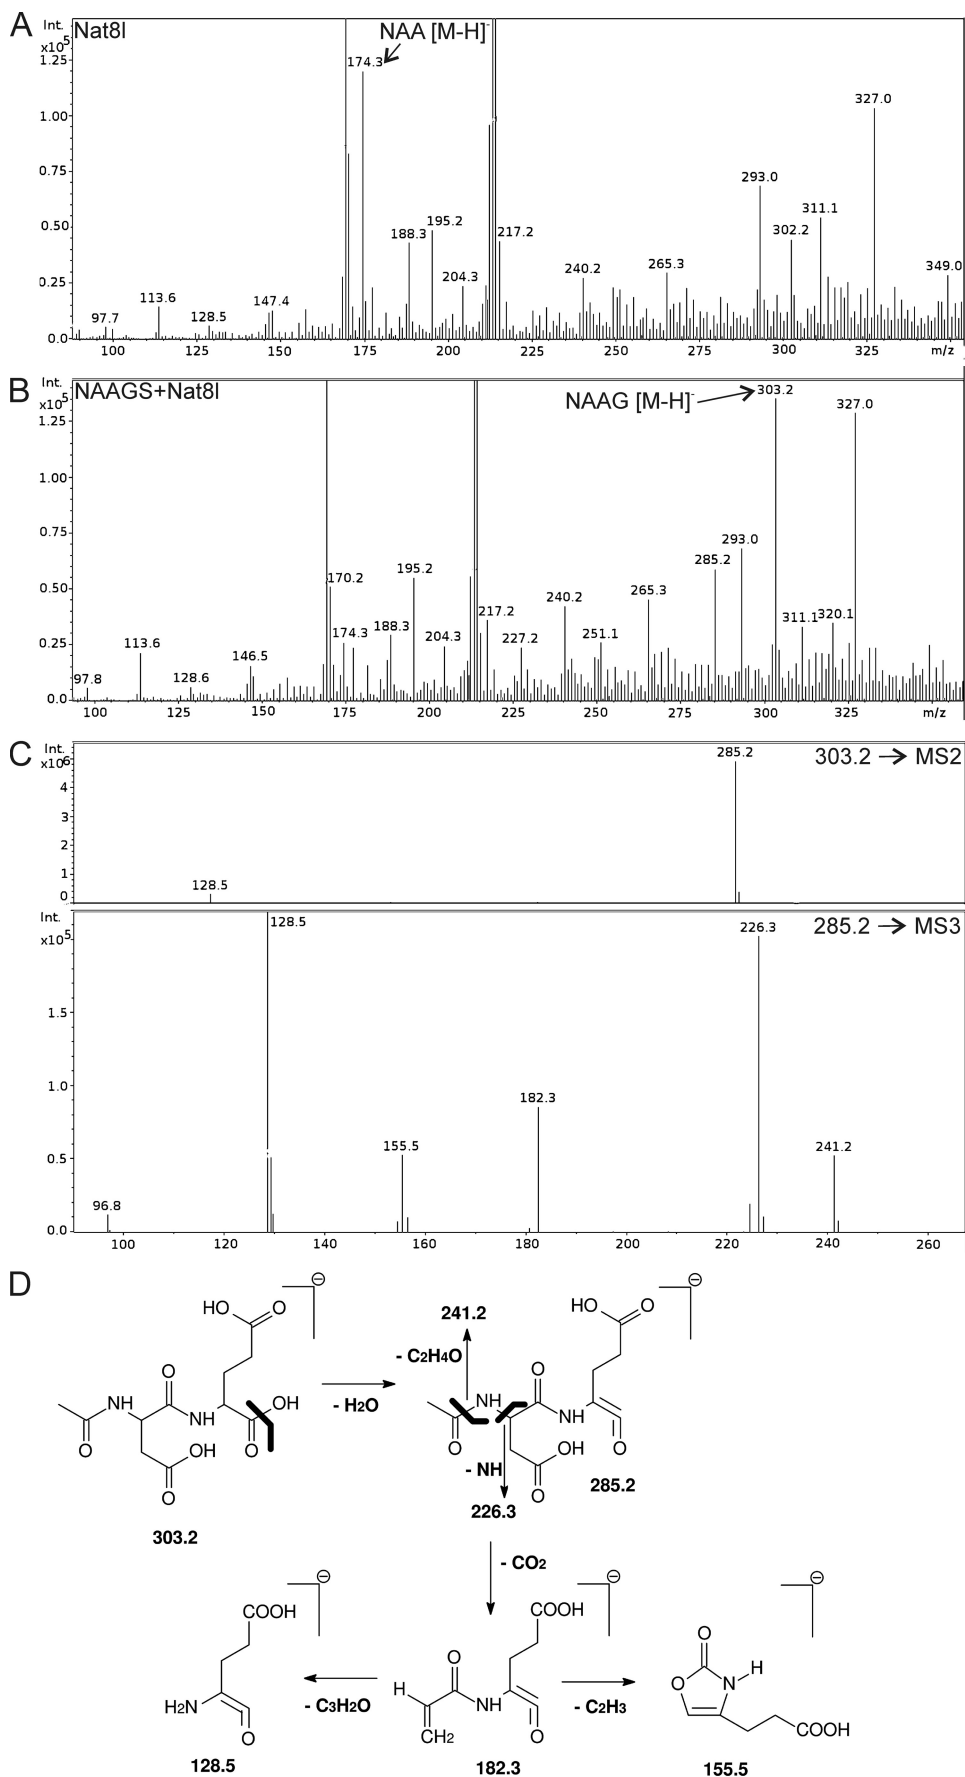 A
Int.
x10⁵
Nat8l
NAA [M-H]⁻
1.25
1.00
0.75
0.50
0.25
0.0
97.7
113.6
128.5
147.4
174.3
188.3
195.2
204.3
217.2
240.2
265.3
293.0
302.2
311.1
327.0
349.0
100 125 150 175 200 225 250 275 300 325 m/z
B
Int.
x10⁵
NAAGS+Nat8l
NAAG [M-H]⁻
1.25
1.00
0.75
0.50
0.25
0.0
97.8
113.6
128.6
146.5
170.2
174.3
188.3
195.2
204.3
217.2
227.2
240.2
251.1
265.3
285.2
293.0
303.2
311.1
320.1
327.0
100 125 150 175 200 225 250 275 300 325 m/z
C
Int.
x10⁶
303.2 → MS2
4
3
2
1
0
128.5
285.2
Int.
x10⁵
285.2 → MS3
1.5
1.0
0.5
0.0
96.8
128.5
155.5
182.3
226.3
241.2
100 120 140 160 180 200 220 240 260
D
HO O
O
NH
NH
OH
O
O
OH
O
303.2
- H₂O
241.2
- C₂H₄O
HO O
O
NH
NH
O
OH
O
O
- NH
226.3
285.2
- CO₂
COOH
H₂N
O
128.5
- C₃H₂O
COOH
O
H
NH
CH₂
O
182.3
- C₂H₃
O
O
N H
COOH
155.5